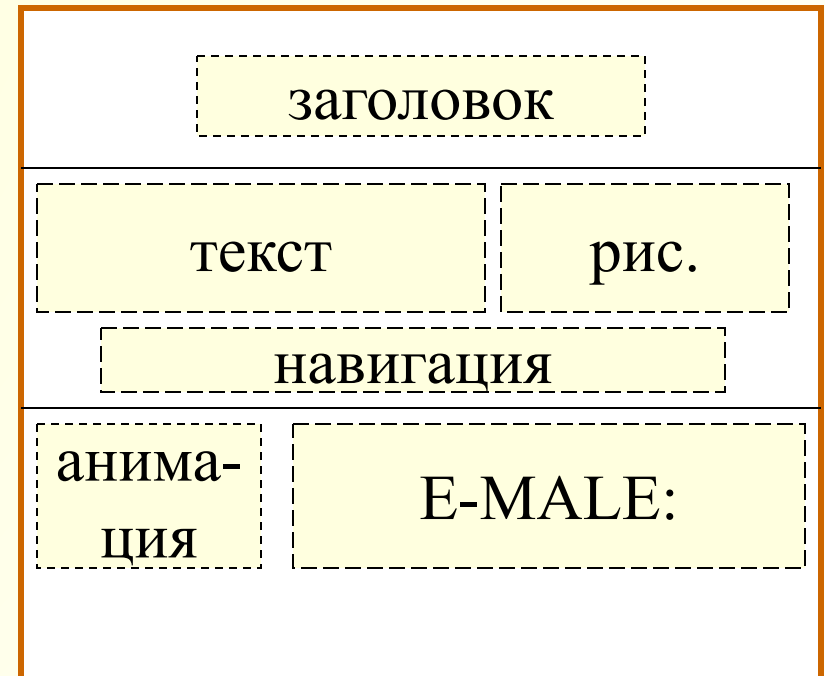 заголовок
текст
рис.
навигация
анима-
ция
E-MALE: